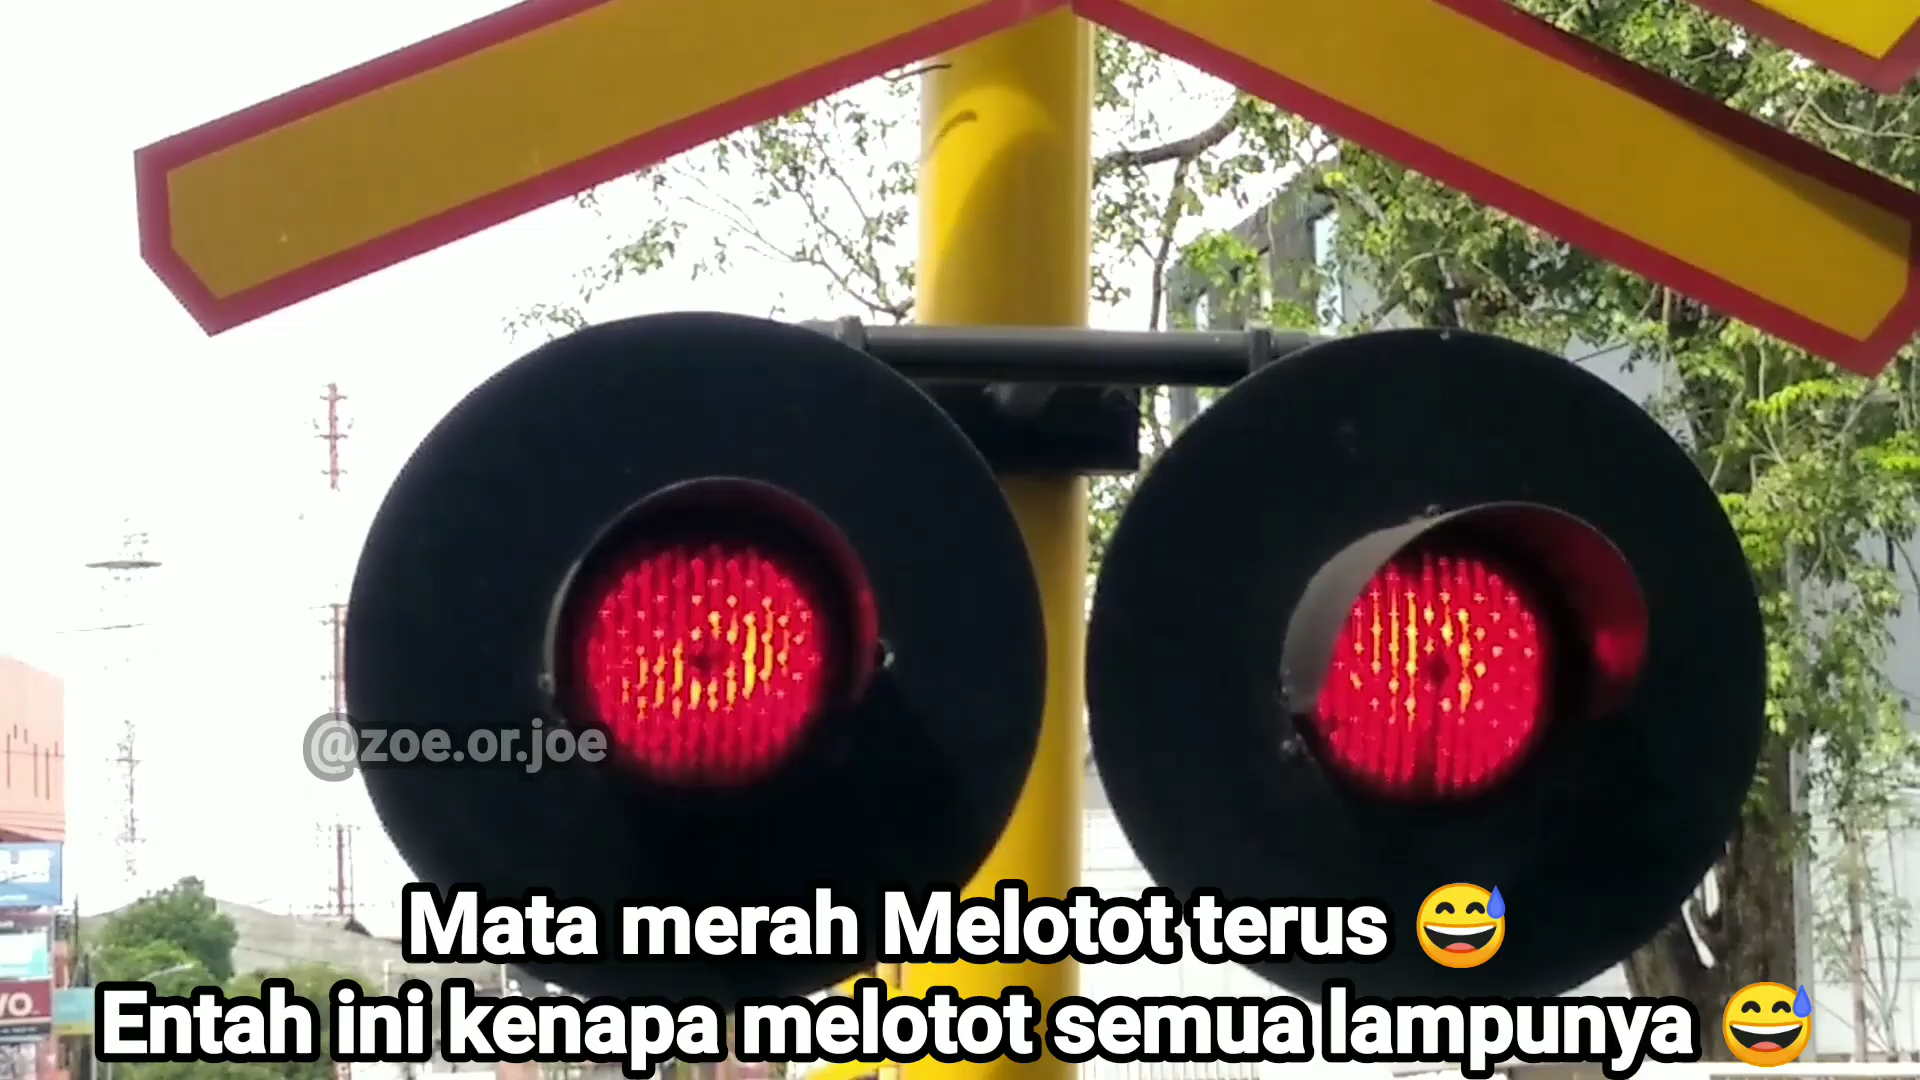 @zoe.or.joe
Mata merah Melotot terus 😅
Entah ini kenapa melotot semua lampunya 😅